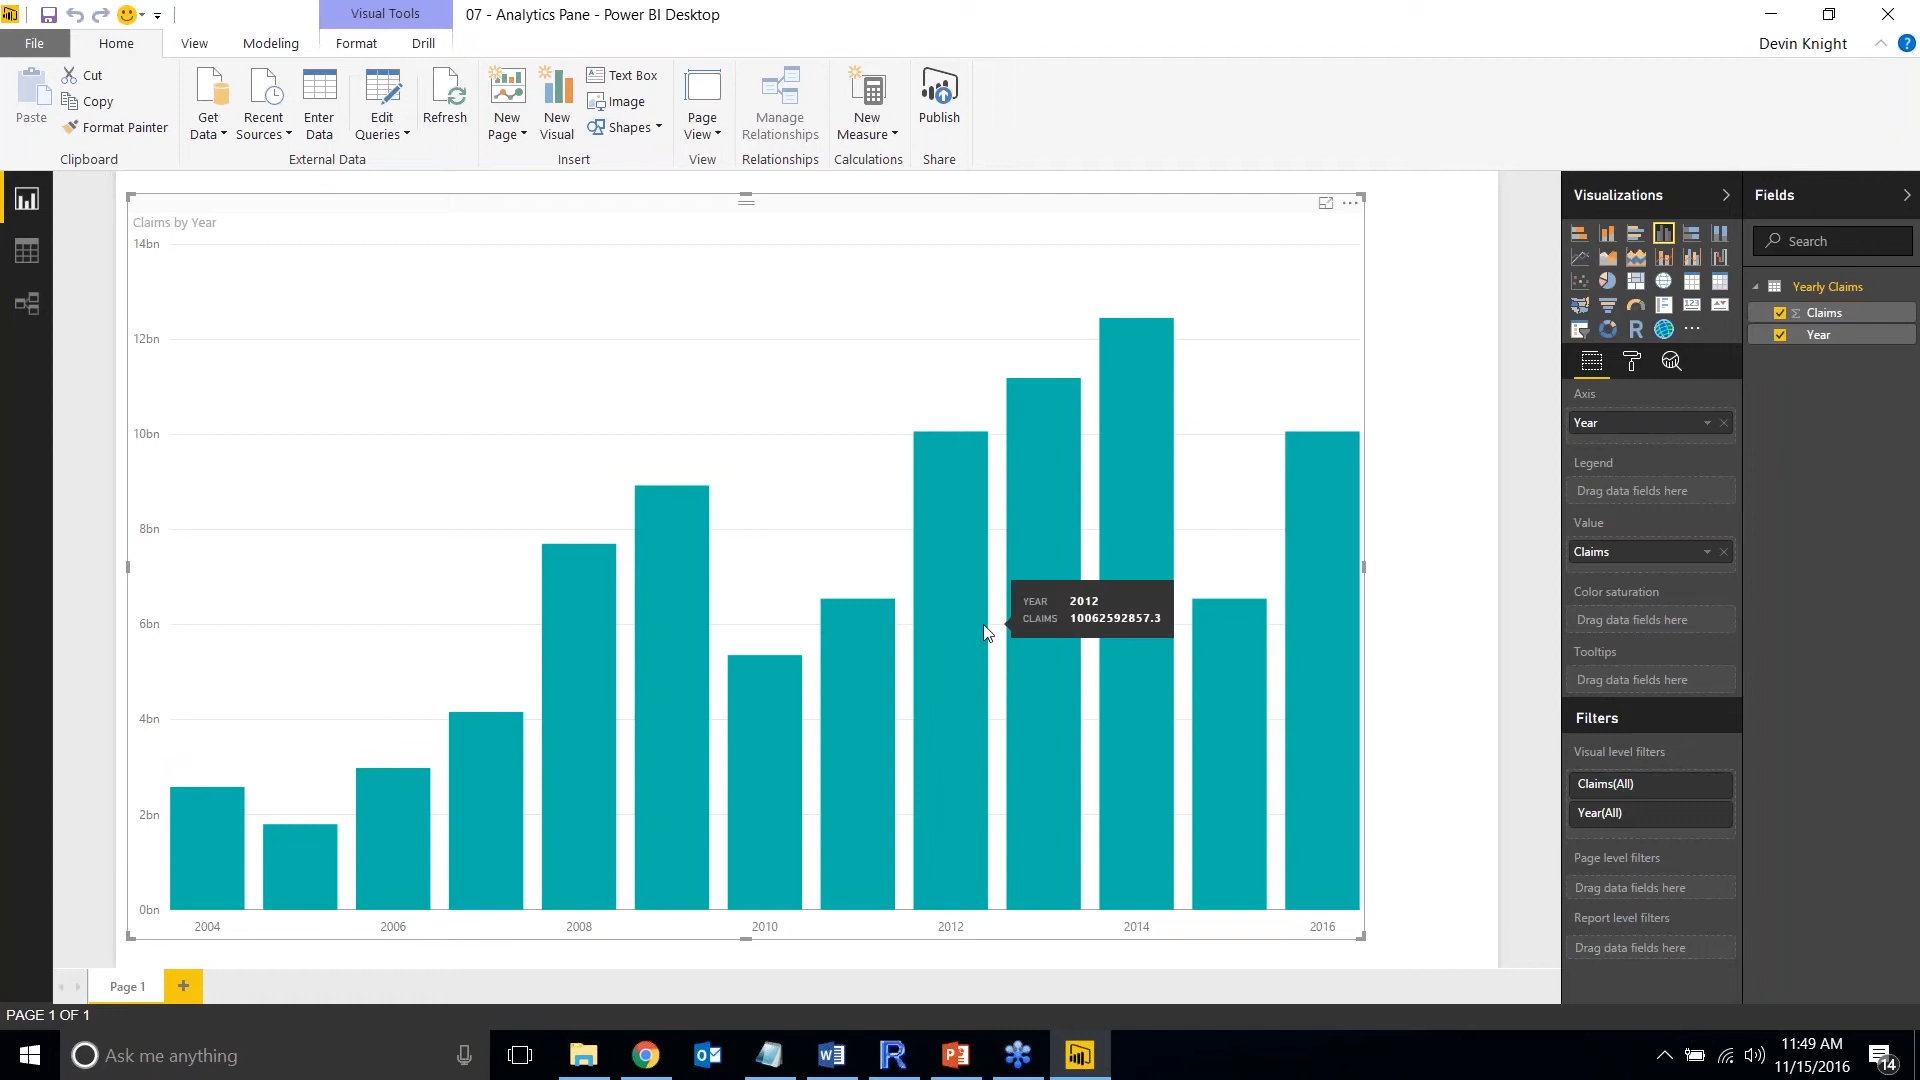 Visual Tools
07 - Analytics Pane - Power BI Desktop
File
Home
View
Modeling
Format
Drill
Devin Knight
?
Paste
Cut
Copy
Format Painter
Clipboard
Get
Data
Recent
Sources
Enter
Data
Edit
Queries
Refresh
External Data
New
Page
New
Visual
Text Box
Image
Shapes
Insert
Page
View
View
Manage
Relationships
Relationships
New
Measure
Calculations
Publish
Share
Claims by Year
14bn
12bn
10bn
8bn
6bn
4bn
2bn
0bn
2004
2006
2008
2010
2012
2014
2016
YEAR 2012
CLAIMS 10062592857.3
Visualizations
R
123
Axis
Year
Legend
Drag data fields here
Value
Claims
Color saturation
Drag data fields here
Tooltips
Drag data fields here
Filters
Visual level filters
Claims(All)
Year(All)
Page level filters
Drag data fields here
Report level filters
Drag data fields here
Fields
Search
Yearly Claims
Σ Claims
Year
Page 1
+
PAGE 1 OF 1
Ask me anything
11:49 AM
11/15/2016
14